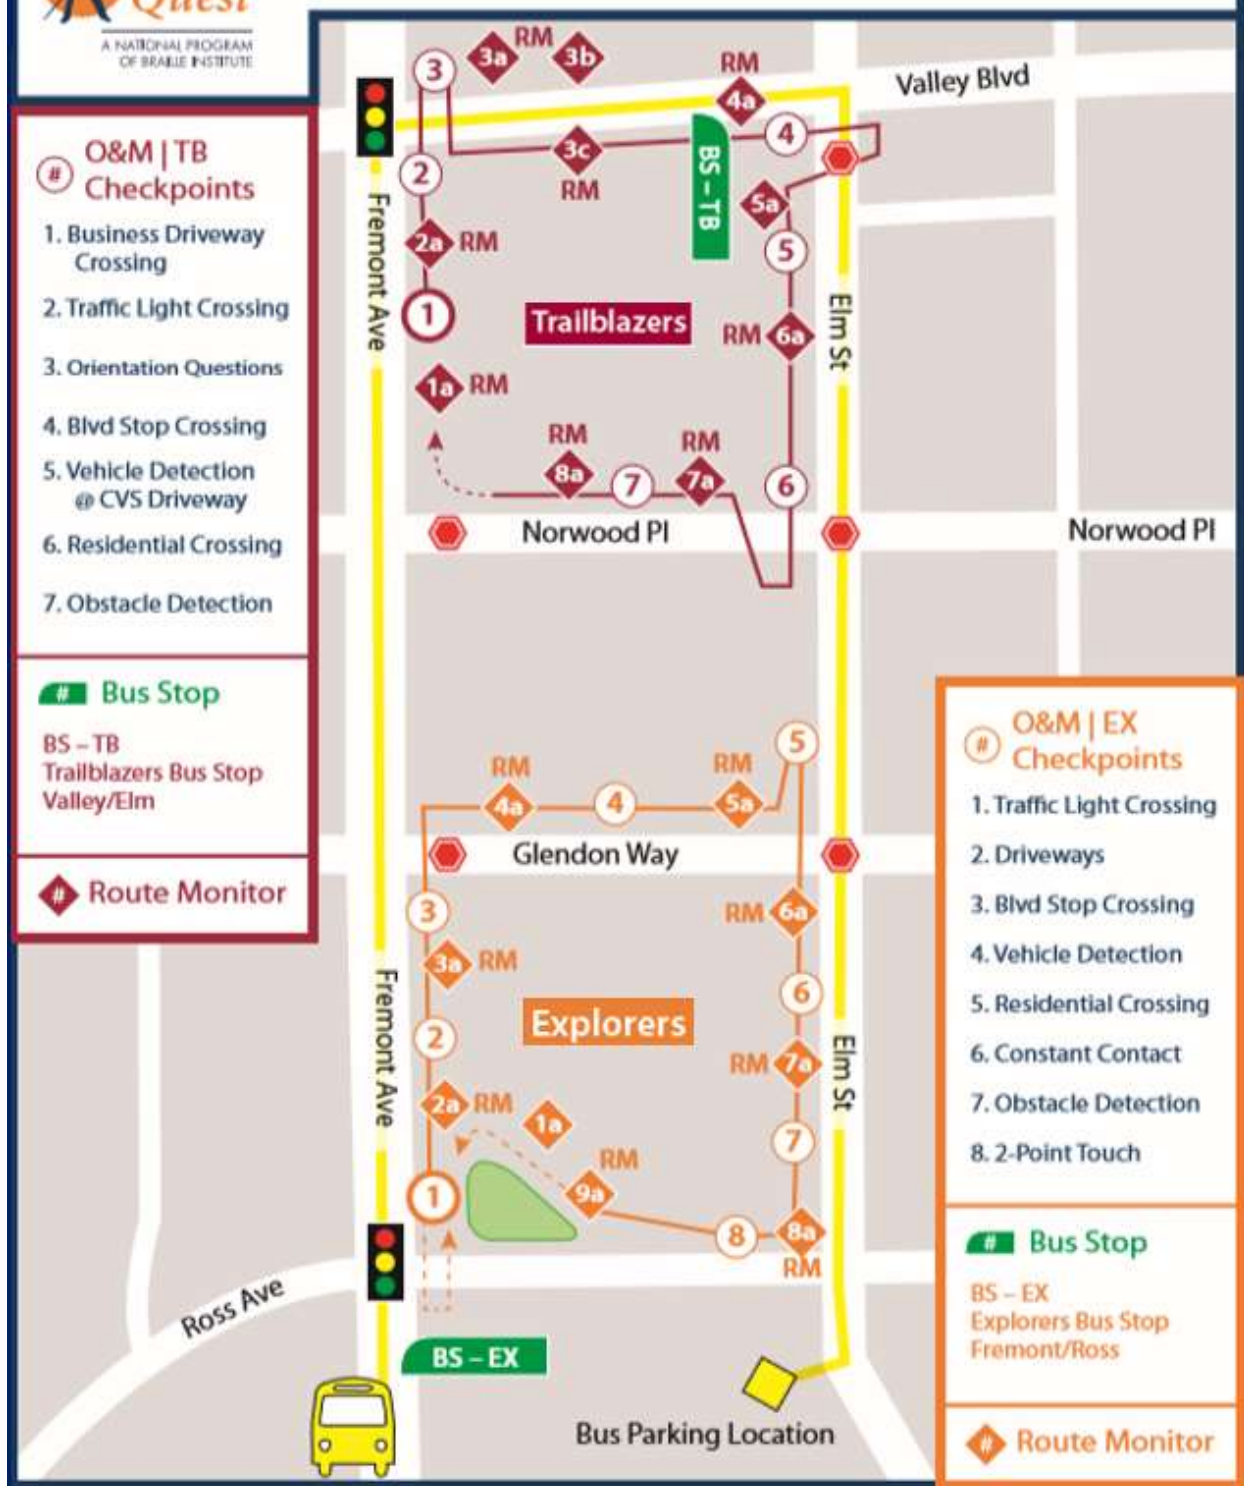 Quest
A NATIONAL PROGRAM
OF BRAILLE INSTITUTE
#
O&M | TB
Checkpoints
1. Business Driveway
Crossing
2. Traffic Light Crossing
3. Orientation Questions
4. Blvd Stop Crossing
5. Vehicle Detection
@ CVS Driveway
6. Residential Crossing
7. Obstacle Detection
# Bus Stop
BS – TB
Trailblazers Bus Stop
Valley/Elm
# Route Monitor
3
3a
RM
3b
RM
4a
Valley Blvd
4
3c
RM
BS – TB
2
Fremont Ave
2a RM
5a
5
1
Trailblazers
RM 6a
Elm St
1a RM
RM
8a
7
RM
7a
6
Norwood Pl
Norwood Pl
5
RM
4a
4
RM
5a
Glendon Way
3
RM 6a
3a RM
6
Fremont Ave
Explorers
2
RM 7a
Elm St
2a RM
1a
7
RM
9a
1
8
8a
RM
Ross Ave
BS – EX
Bus Parking Location
#
O&M | EX
Checkpoints
1. Traffic Light Crossing
2. Driveways
3. Blvd Stop Crossing
4. Vehicle Detection
5. Residential Crossing
6. Constant Contact
7. Obstacle Detection
8. 2-Point Touch
# Bus Stop
BS – EX
Explorers Bus Stop
Fremont/Ross
# Route Monitor